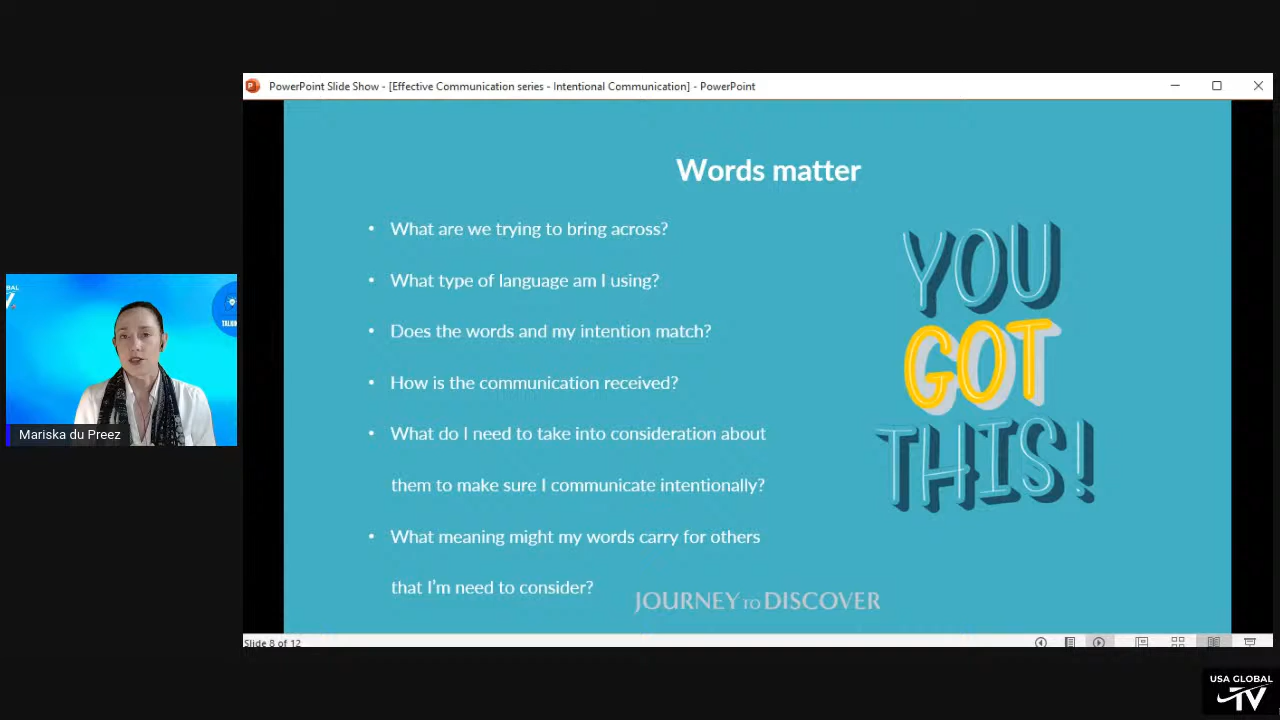 PowerPoint Slide Show - [Effective Communication series - Intentional Communication] - PowerPoint
Words matter
• What are we trying to bring across?
• What type of language am I using?
• Does the words and my intention match?
• How is the communication received?
• What do I need to take into consideration about
them to make sure I communicate intentionally?
• What meaning might my words carry for others
that I'm need to consider?
YOU
GOT
THIS!
JOURNEY TO DISCOVER
Slide 8 of 12
Mariska du Preez
USA GLOBAL
TV